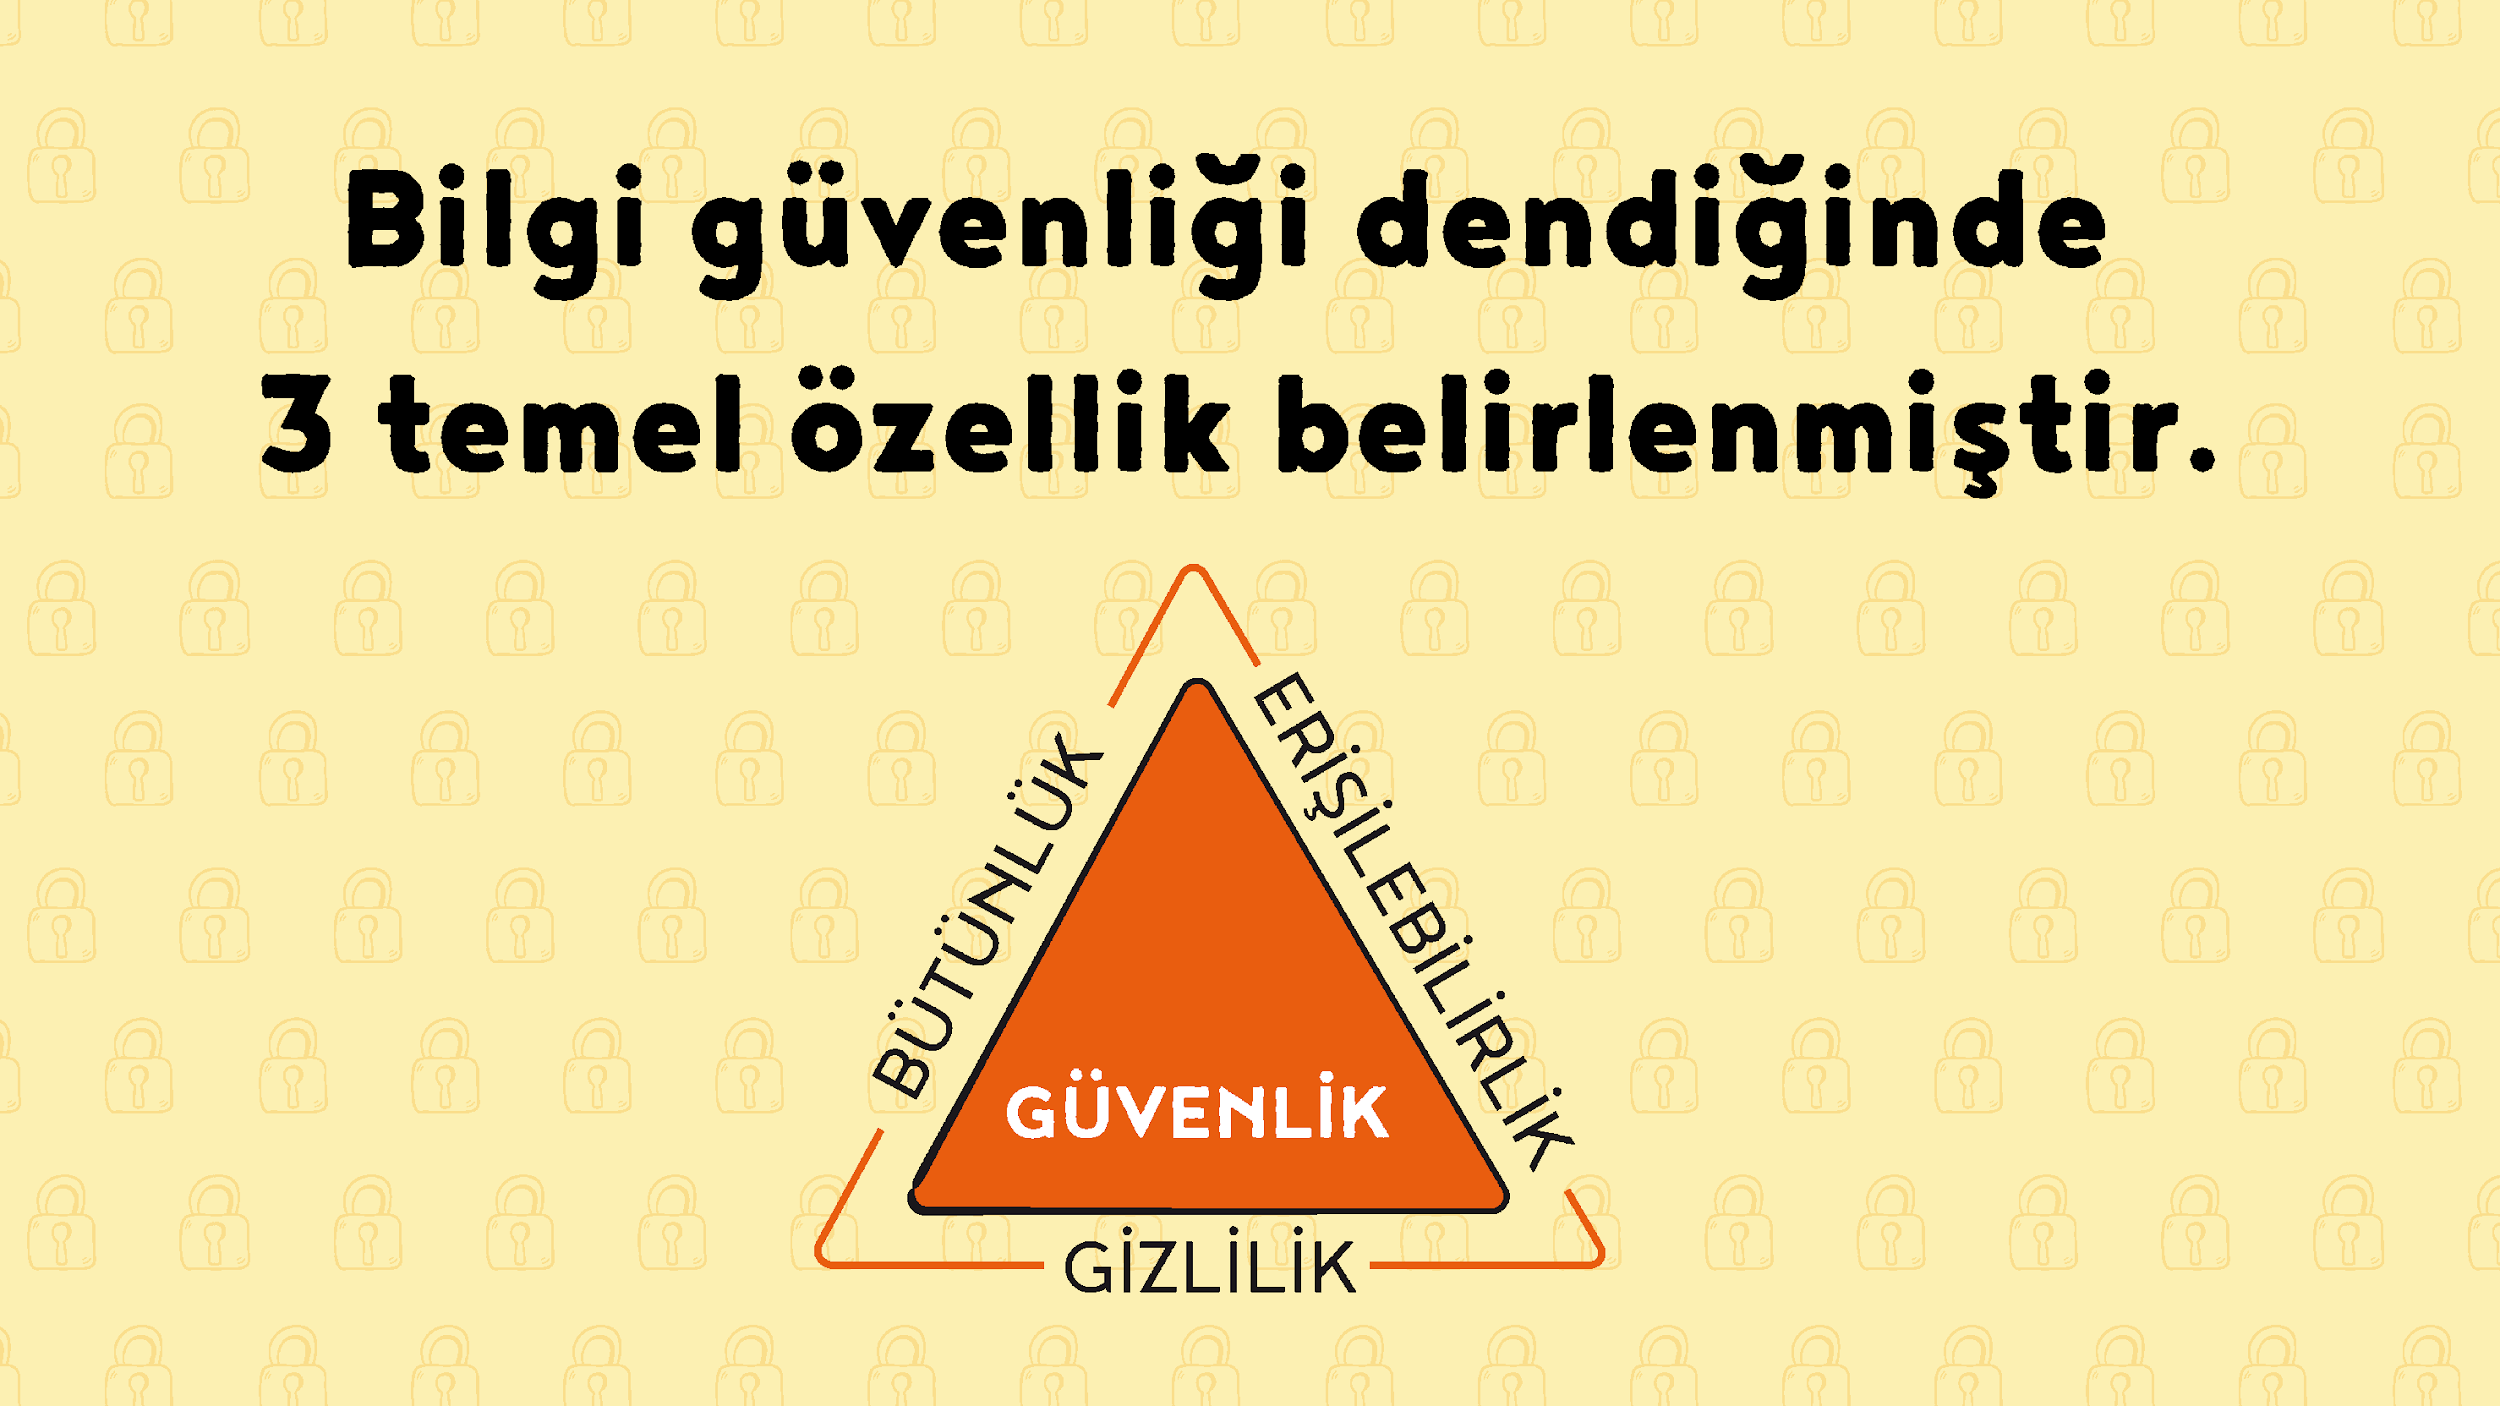 Bilgi güvenliği dendiğinde
3 temel özellik belirlenmiştir.
BÜTÜNLÜK
ERİŞİLEBİLİRLİK
GÜVENLİK
GİZLİLİK